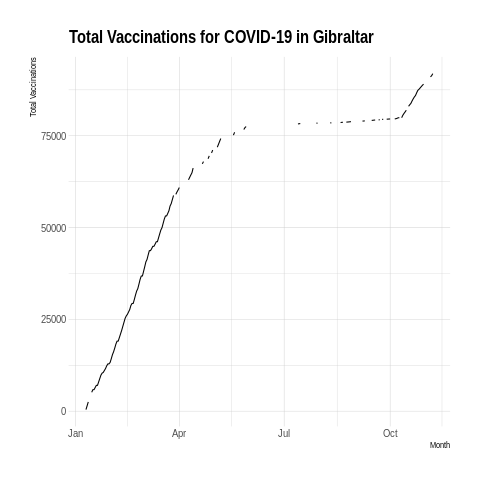 Total Vaccinations for COVID-19 in Gibraltar
Total Vaccinations
75000
50000
25000
0
Jan Apr Jul Oct
Month